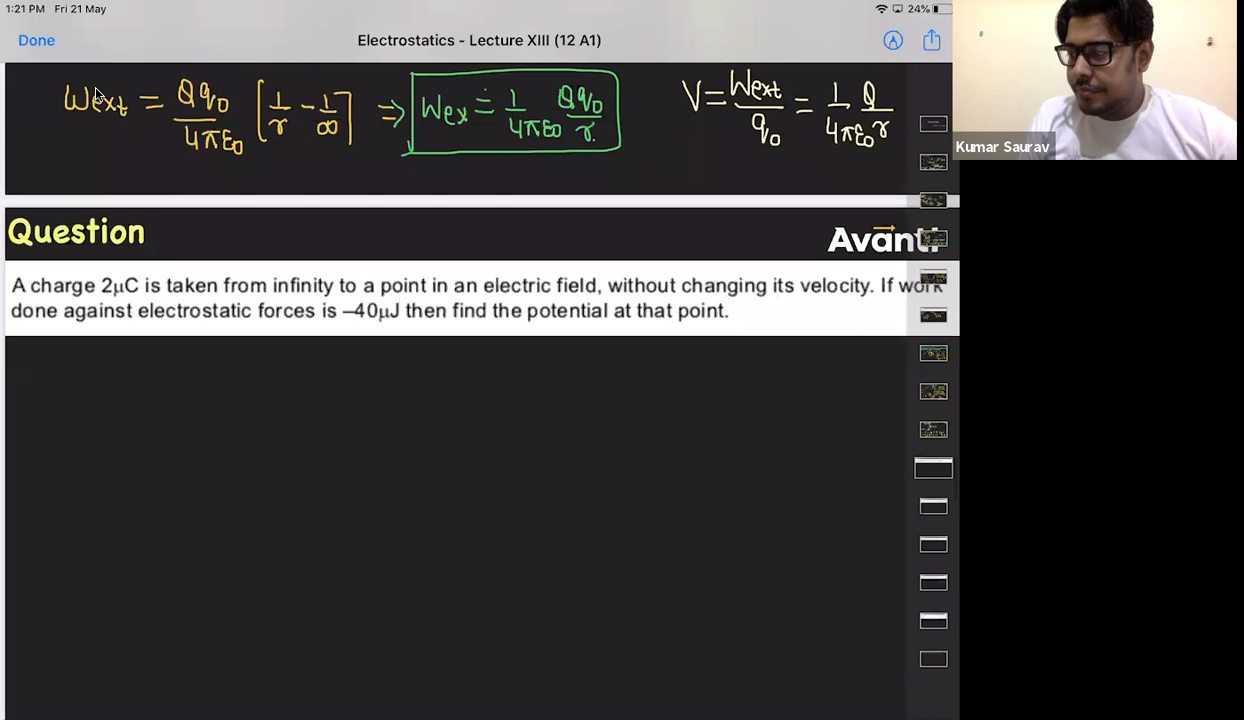 1:21 PM Fri 21 May
24%
Done
Electrostatics - Lecture XIII (12 A1)
Wext = Qq₀/4πε₀ [1/r - 1/∞] ⇒ Wex = 1/4πε₀ Qq₀/r
V = Wext/q₀ = 1/4πε₀ Q/r
Kumar Saurav
Question
Avanti
A charge 2μC is taken from infinity to a point in an electric field, without changing its velocity. If work
done against electrostatic forces is –40μJ then find the potential at that point.